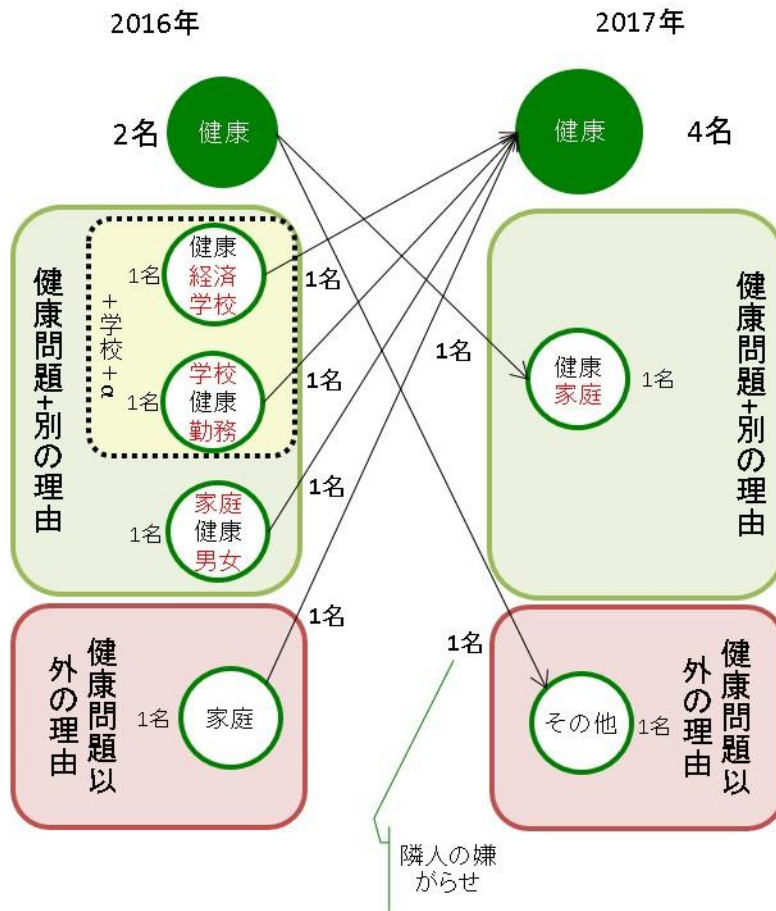 2016年
2017年
2名
健康
健康
4名
健康問題+別の理由
+学校+α
1名
健康
経済
学校
1名
1名
学校
健康
勤務
1名
1名
家庭
健康
男女
1名
1名
健康
家庭
1名
健康問題+別の理由
1名
健康問題以
外の理由
1名
家庭
1名
その他
1名
健康問題以
外の理由
隣人の嫌
がらせ